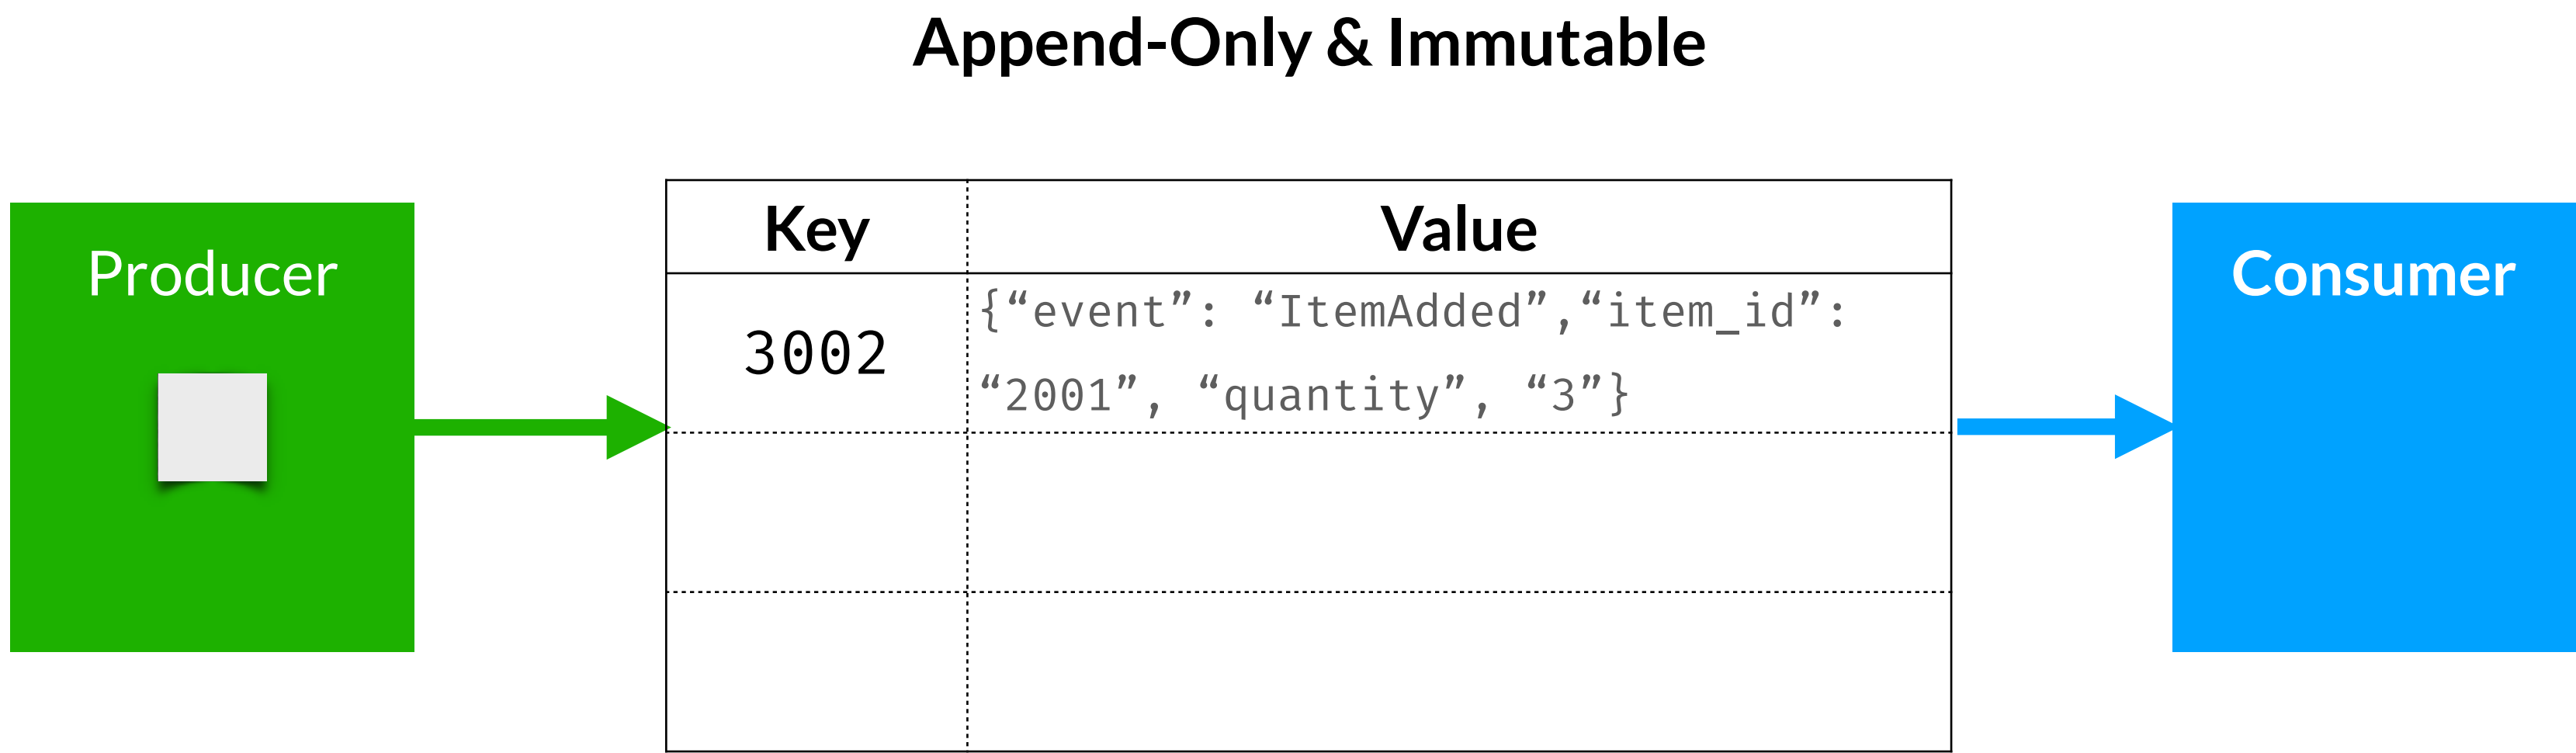 Append-Only & Immutable
Producer
Key
Value
3002
{“event”: “ItemAdded”,“item_id”:
“2001”, “quantity”, “3”}
Consumer